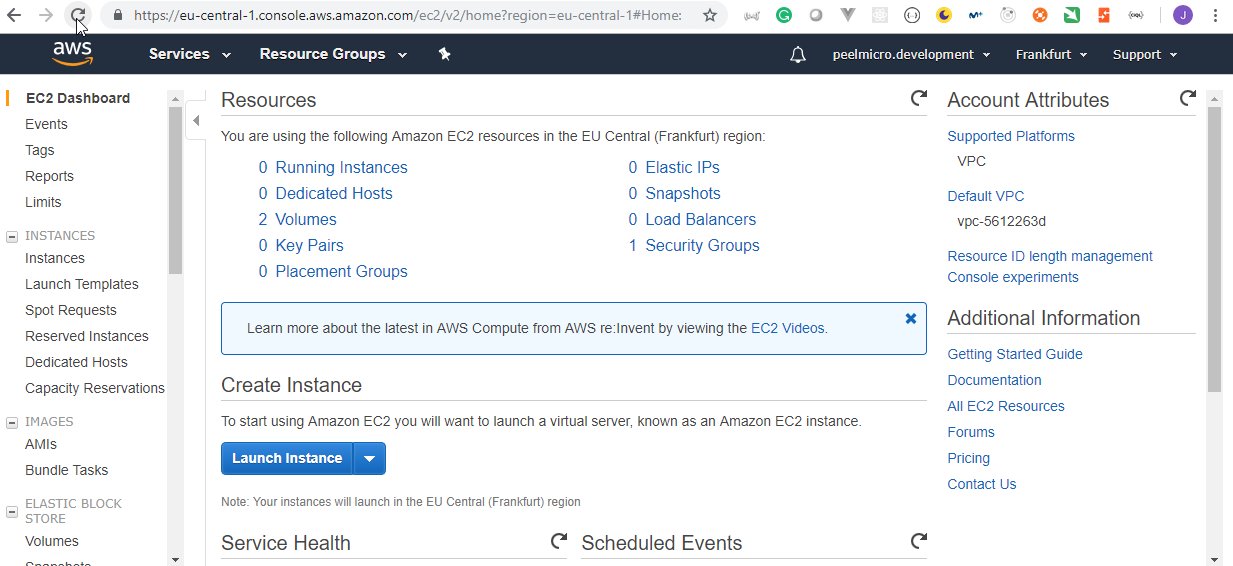 https://eu-central-1.console.aws.amazon.com/ec2/v2/home?region=eu-central-1#Home:
J
aws
Services
Resource Groups
peelmicro.development
Frankfurt
Support
EC2 Dashboard
Events
Tags
Reports
Limits
INSTANCES
Instances
Launch Templates
Spot Requests
Reserved Instances
Dedicated Hosts
Capacity Reservations
IMAGES
AMIs
Bundle Tasks
ELASTIC BLOCK
STORE
Volumes
Snapshots
Resources
You are using the following Amazon EC2 resources in the EU Central (Frankfurt) region:
0 Running Instances
0 Dedicated Hosts
2 Volumes
0 Key Pairs
0 Placement Groups
0 Elastic IPs
0 Snapshots
0 Load Balancers
1 Security Groups
Learn more about the latest in AWS Compute from AWS re:Invent by viewing the EC2 Videos.
Create Instance
To start using Amazon EC2 you will want to launch a virtual server, known as an Amazon EC2 instance.
Launch Instance
Note: Your instances will launch in the EU Central (Frankfurt) region
Service Health
Scheduled Events
Account Attributes
Supported Platforms
VPC
Default VPC
vpc-5612263d
Resource ID length management
Console experiments
Additional Information
Getting Started Guide
Documentation
All EC2 Resources
Forums
Pricing
Contact Us